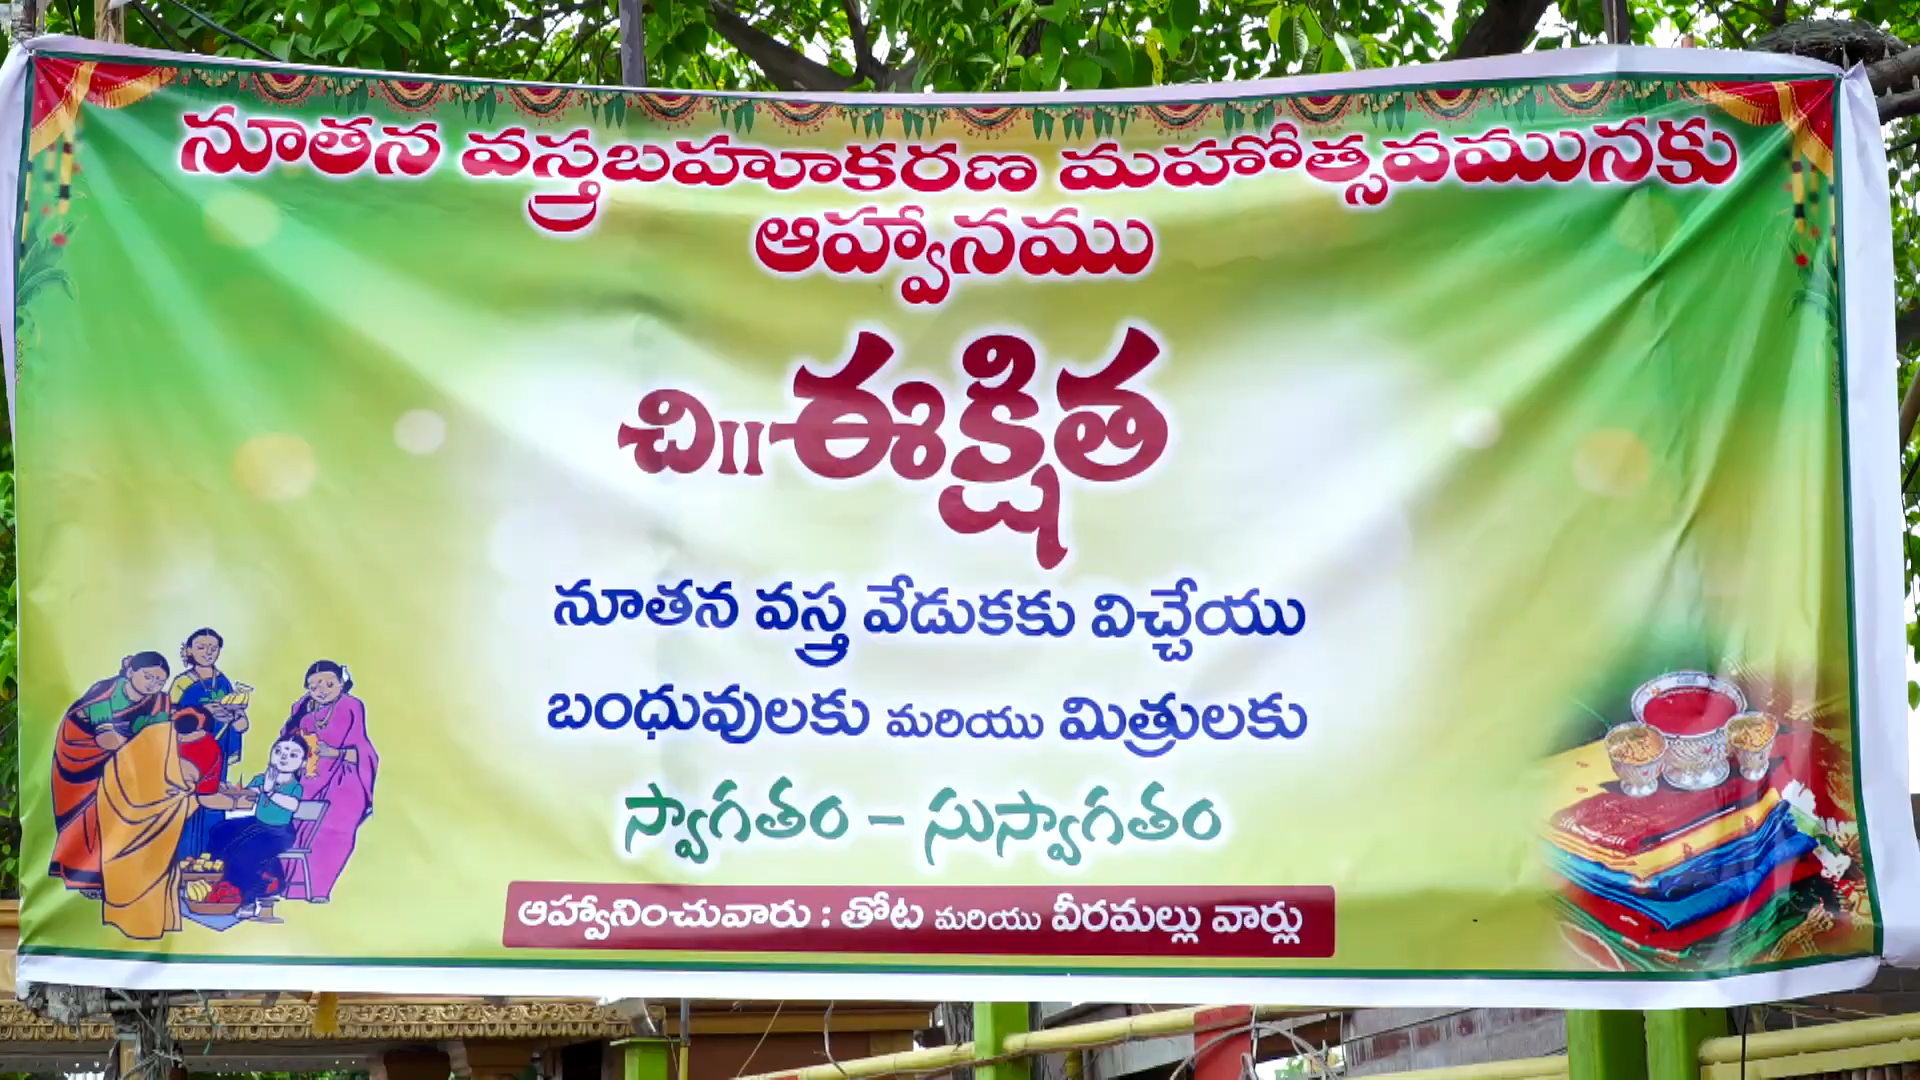 నూతన వస్త్రబహూకరణ మహోత్సవమునకు
ఆహ్వానము
చి॥ఈక్షిత
నూతన వస్త్ర వేడుకకు విచ్చేయు
బంధువులకు మరియు మిత్రులకు
స్వాగతం - సుస్వాగతం
ఆహ్వానించువారు : తోట మరియు వీరమల్లు వార్లు